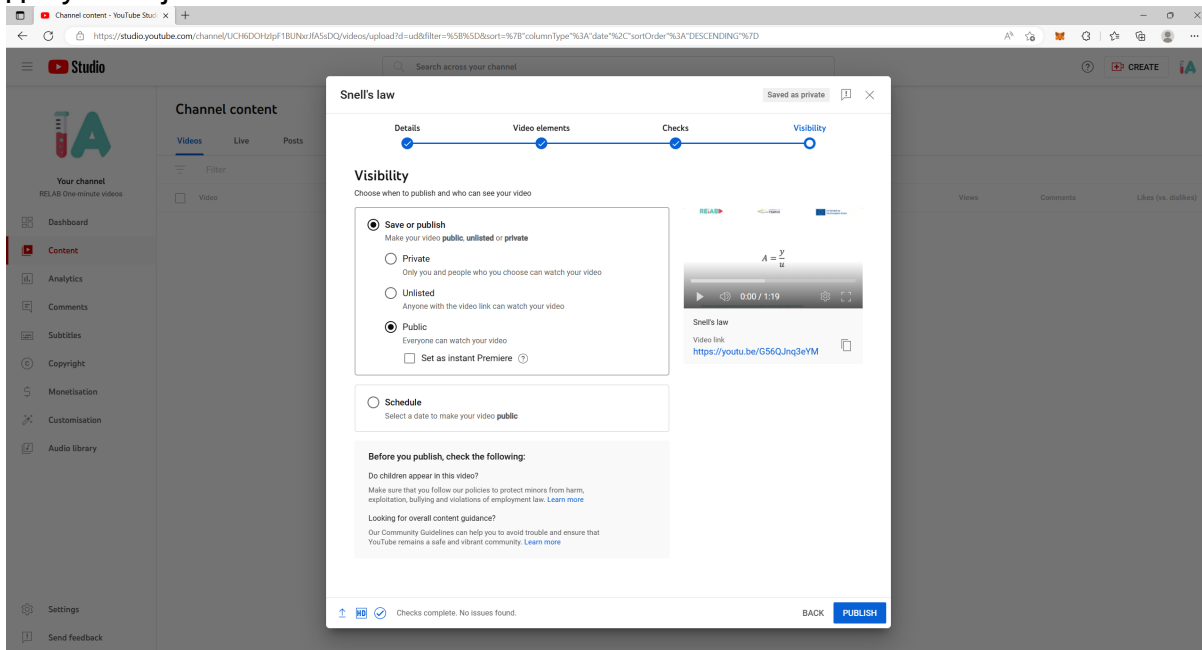 Channel content - YouTube Stud
https://studio.youtube.com/channel/UCH6DOHzlpF1BUNxrJfA5sDQ/videos/upload?d=ud&filter=%5B%5D&sort=%7B"columnType"%3A"date"%2C"sortOrder"%3A"DESCENDING"%7D
Studio
Search across your channel
CREATE
Your channel
RELAB One-minute videos
Dashboard
Content
Analytics
Comments
Subtitles
Copyright
Monetisation
Customisation
Audio library
Settings
Send feedback
Channel content
Videos Live Posts
Filter
Video Views Comments Likes (vs. dislikes)
Snell's law
Saved as private
Details Video elements Checks Visibility
Visibility
Choose when to publish and who can see your video
Save or publish
Make your video public, unlisted or private
Private
Only you and people who you choose can watch your video
Unlisted
Anyone with the video link can watch your video
Public
Everyone can watch your video
Set as instant Premiere
Schedule
Select a date to make your video public
Before you publish, check the following:
Do children appear in this video?
Make sure that you follow our policies to protect minors from harm,
exploitation, bullying and violations of employment law. Learn more
Looking for overall content guidance?
Our Community Guidelines can help you to avoid trouble and ensure that
YouTube remains a safe and vibrant community. Learn more
RELAB
A = y/u
0:00 / 1:19
Snell's law
Video link
https://youtu.be/G56QJnq3eYM
HD
Checks complete. No issues found.
BACK
PUBLISH